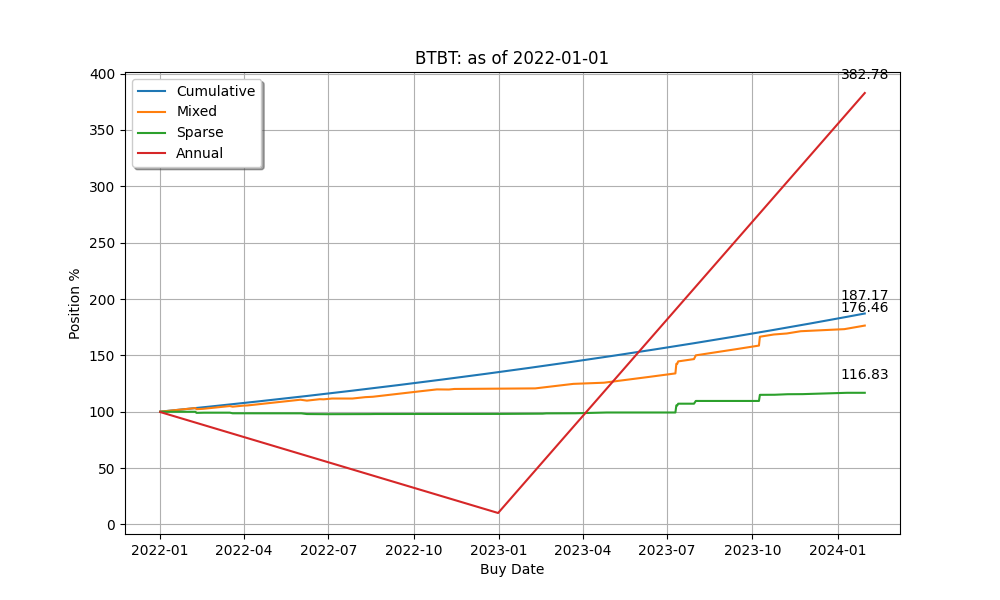 BTBT: as of 2022-01-01
Cumulative
Mixed
Sparse
Annual
382.78
187.17
176.46
116.83
Position %
400
350
300
250
200
150
100
50
0
2022-01 2022-04 2022-07 2022-10 2023-01 2023-04 2023-07 2023-10 2024-01
Buy Date